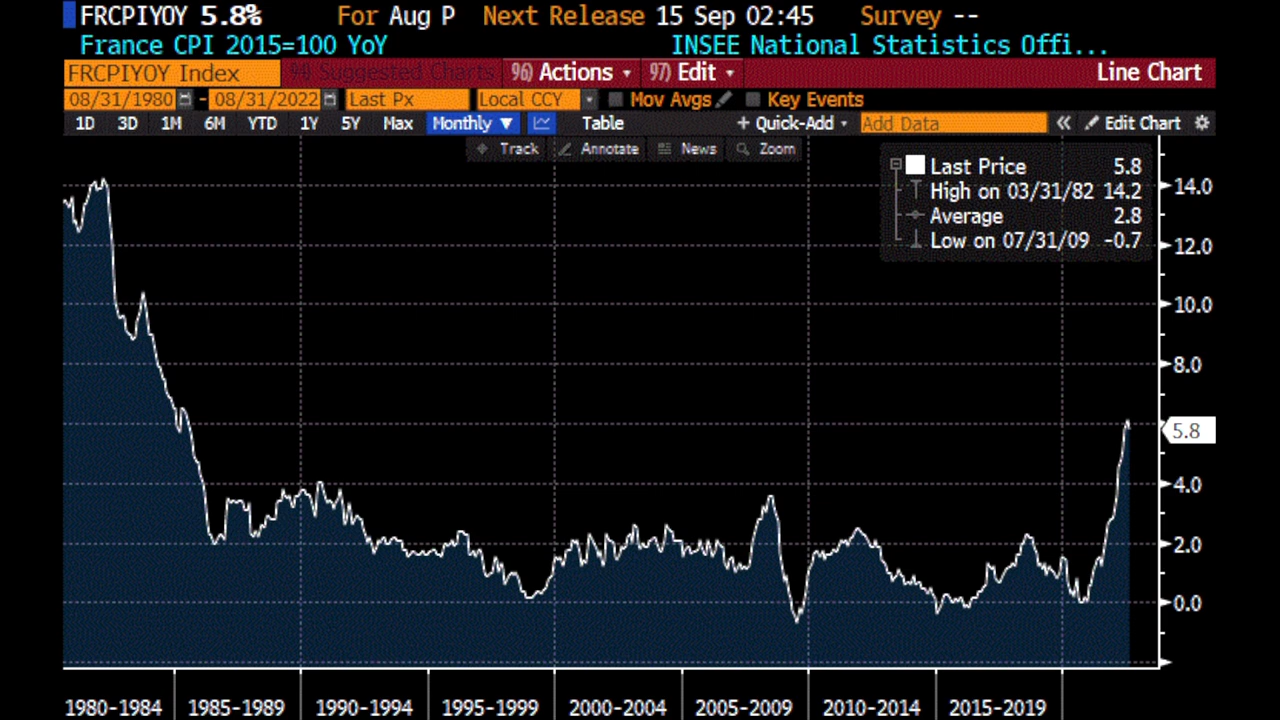 FRCPIYOY 5.8% For Aug P Next Release 15 Sep 02:45 Survey --
France CPI 2015=100 YoY INSEE National Statistics Offi...
FRCPIYOY Index 94) Suggested Charts 96) Actions 97) Edit Line Chart
08/31/1980 - 08/31/2022 Last Px Local CCY Mov Avgs Key Events
1D 3D 1M 6M YTD 1Y 5Y Max Monthly ▼ Table + Quick-Add Add Data « Edit Chart
Track Annotate News Zoom
Last Price 5.8
High on 03/31/82 14.2
Average 2.8
Low on 07/31/09 -0.7
14.0
12.0
10.0
8.0
5.8
4.0
2.0
0.0
1980-1984 1985-1989 1990-1994 1995-1999 2000-2004 2005-2009 2010-2014 2015-2019